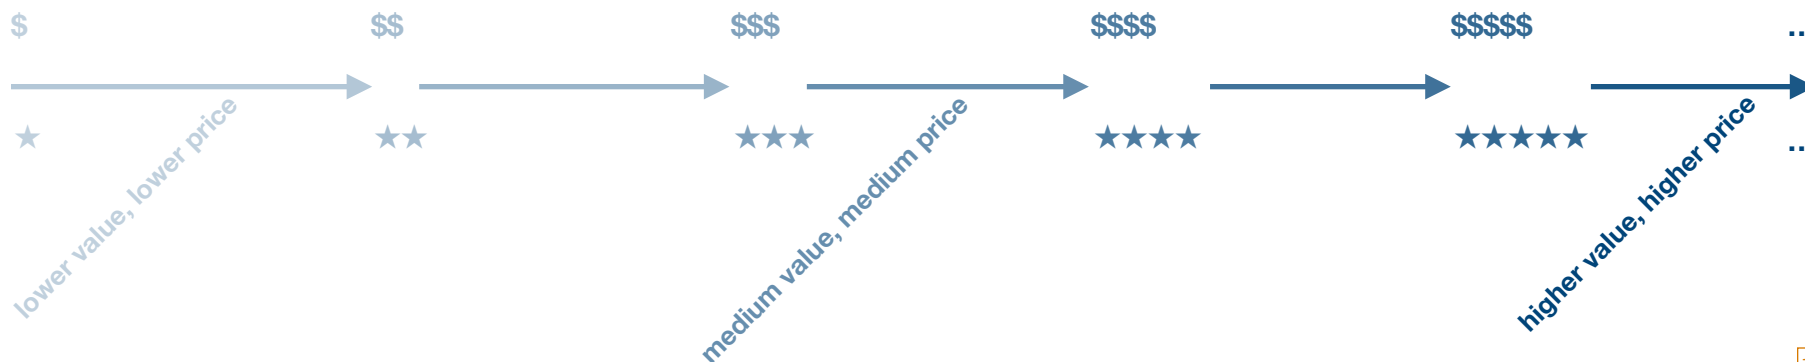 $ $$ $$$ $$$$ $$$$$ ..
★ ★★ ★★★ ★★★★ ★★★★★ ..
lower value, lower price
medium value, medium price
higher value, higher price